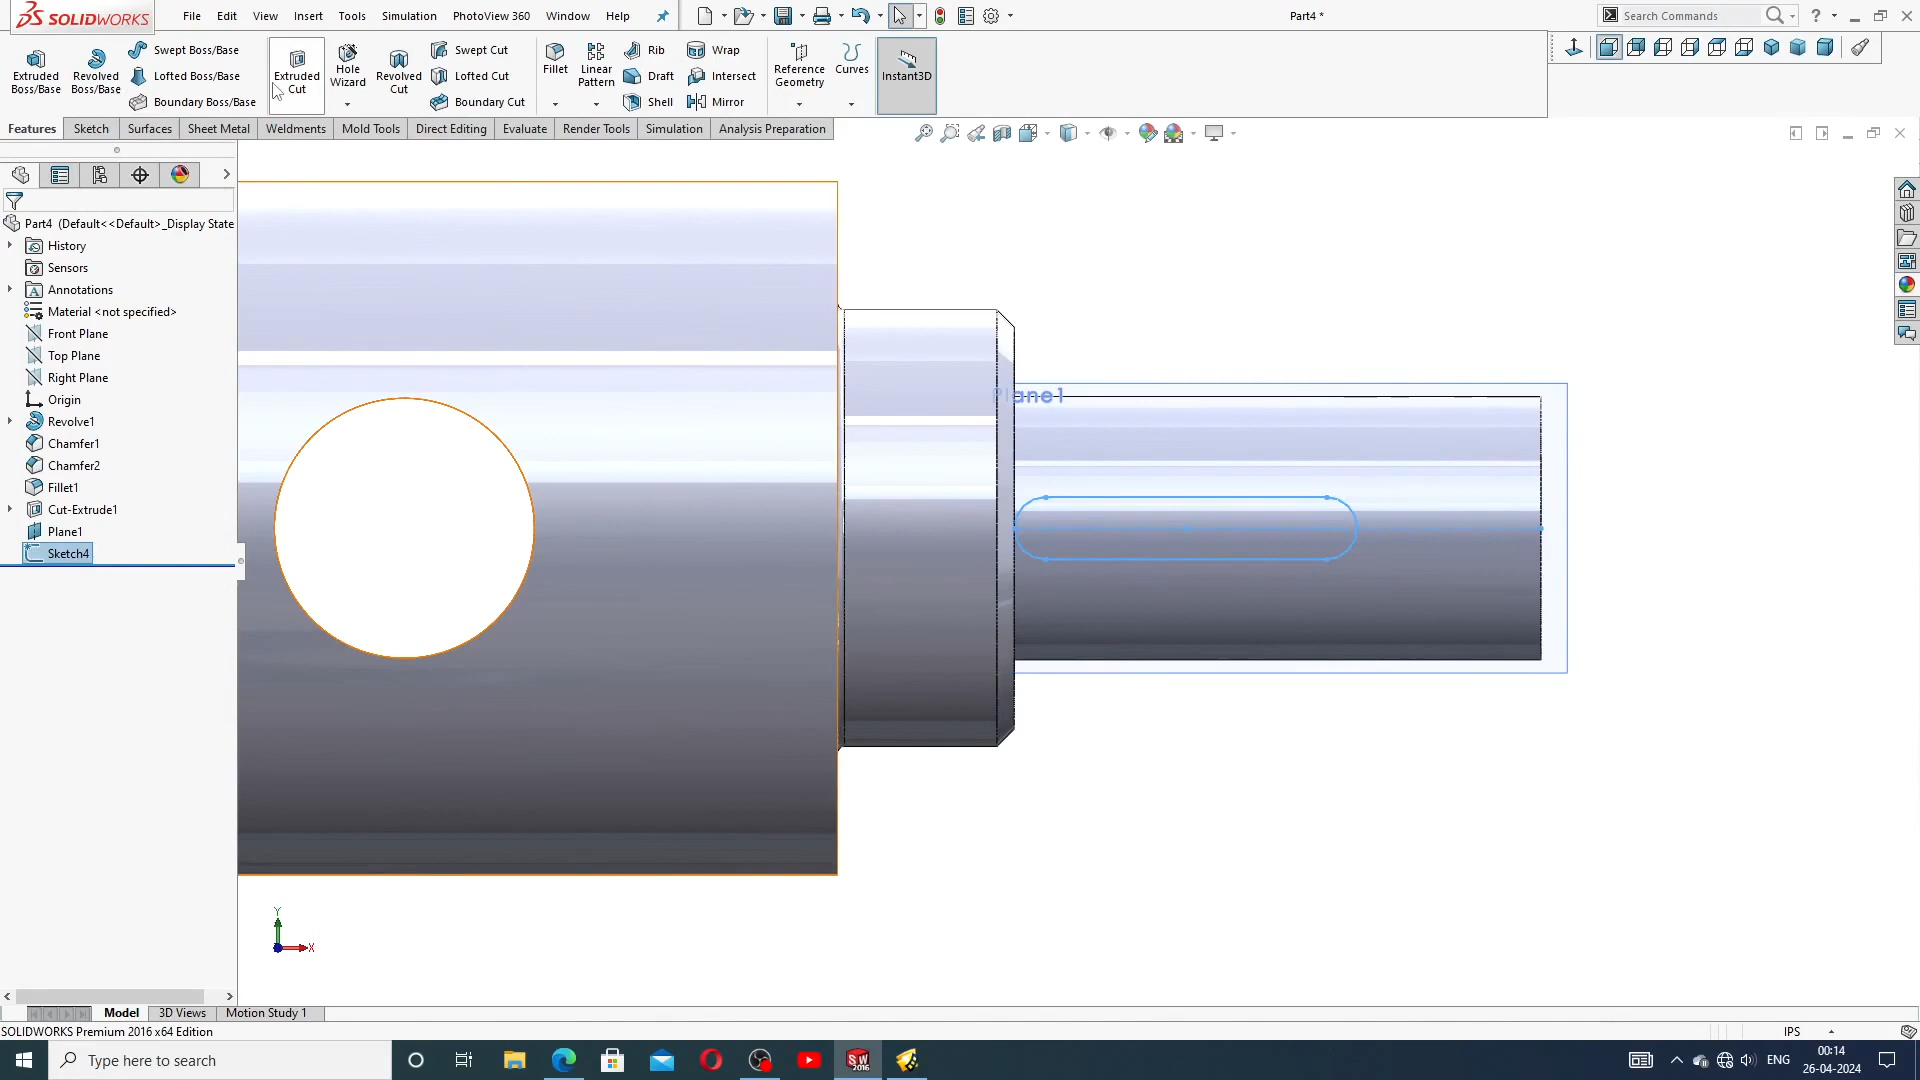 SOLIDWORKS
File Edit View Insert Tools Simulation PhotoView 360 Window Help
Part4 *
Search Commands
Extruded Boss/Base
Revolved Boss/Base
Swept Boss/Base
Lofted Boss/Base
Boundary Boss/Base
Extruded Cut
Hole Wizard
Revolved Cut
Swept Cut
Lofted Cut
Boundary Cut
Fillet
Linear Pattern
Rib
Draft
Shell
Wrap
Intersect
Mirror
Reference Geometry
Curves
Instant3D
Features Sketch Surfaces Sheet Metal Weldments Mold Tools Direct Editing Evaluate Render Tools Simulation Analysis Preparation
Part4 (Default<<Default>_Display State
History
Sensors
Annotations
Material <not specified>
Front Plane
Top Plane
Right Plane
Origin
Revolve1
Chamfer1
Chamfer2
Fillet1
Cut-Extrude1
Plane1
Sketch4
Plane1
Y
X
Model 3D Views Motion Study 1
SOLIDWORKS Premium 2016 x64 Edition
IPS
Type here to search
SW
2016
ENG
00:14
26-04-2024